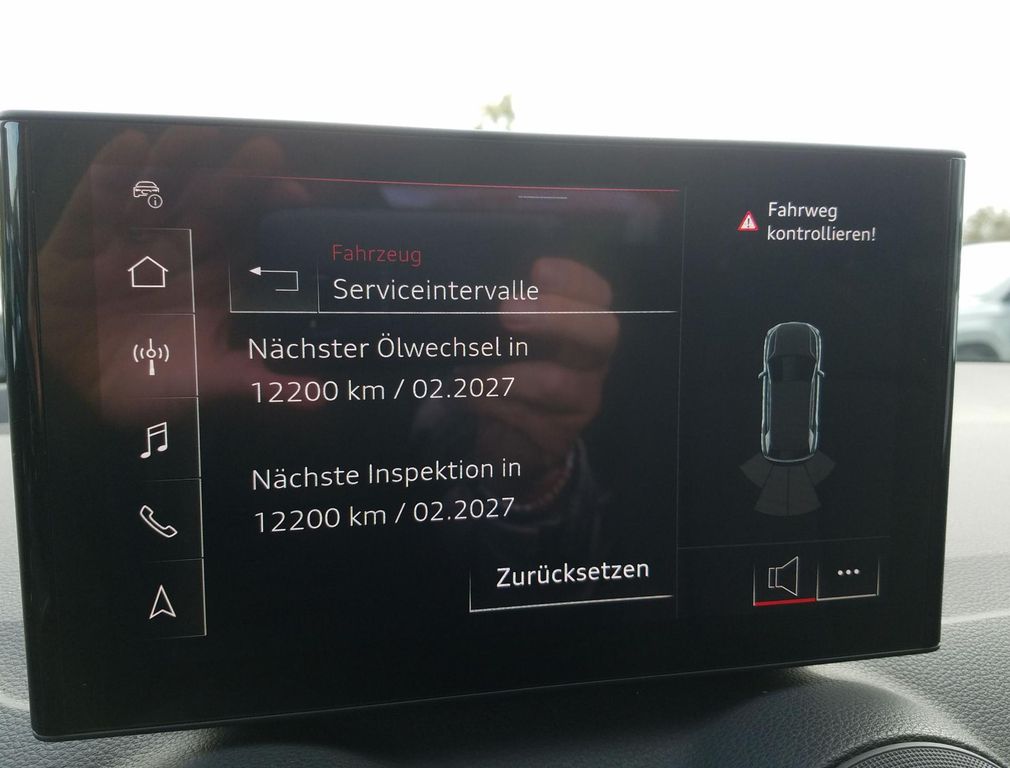 Fahrzeug
Serviceintervalle
Nächster Ölwechsel in
12200 km / 02.2027
Nächste Inspektion in
12200 km / 02.2027
Zurücksetzen
Fahrweg
kontrollieren!